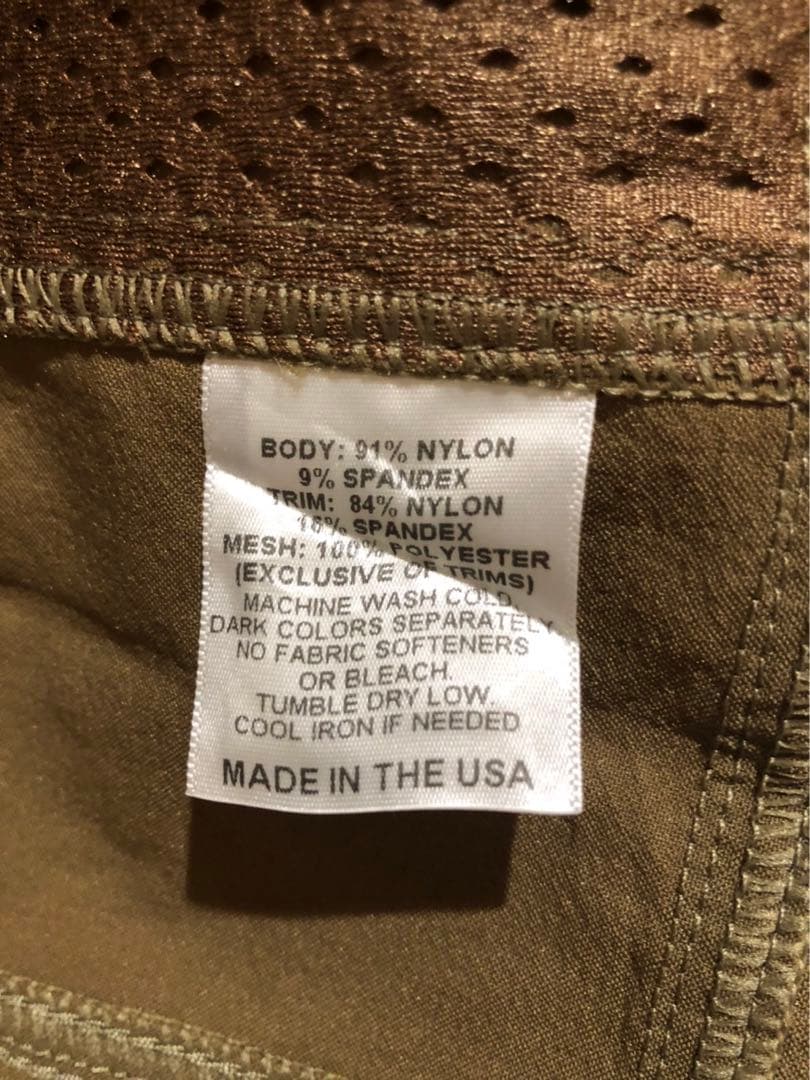 BODY: 91% NYLON
9% SPANDEX
TRIM: 84% NYLON
16% SPANDEX
MESH: 100% POLYESTER
(EXCLUSIVE OF TRIMS)
MACHINE WASH COLD,
DARK COLORS SEPARATELY,
NO FABRIC SOFTENERS
OR BLEACH.
TUMBLE DRY LOW,
COOL IRON IF NEEDED
MADE IN THE USA